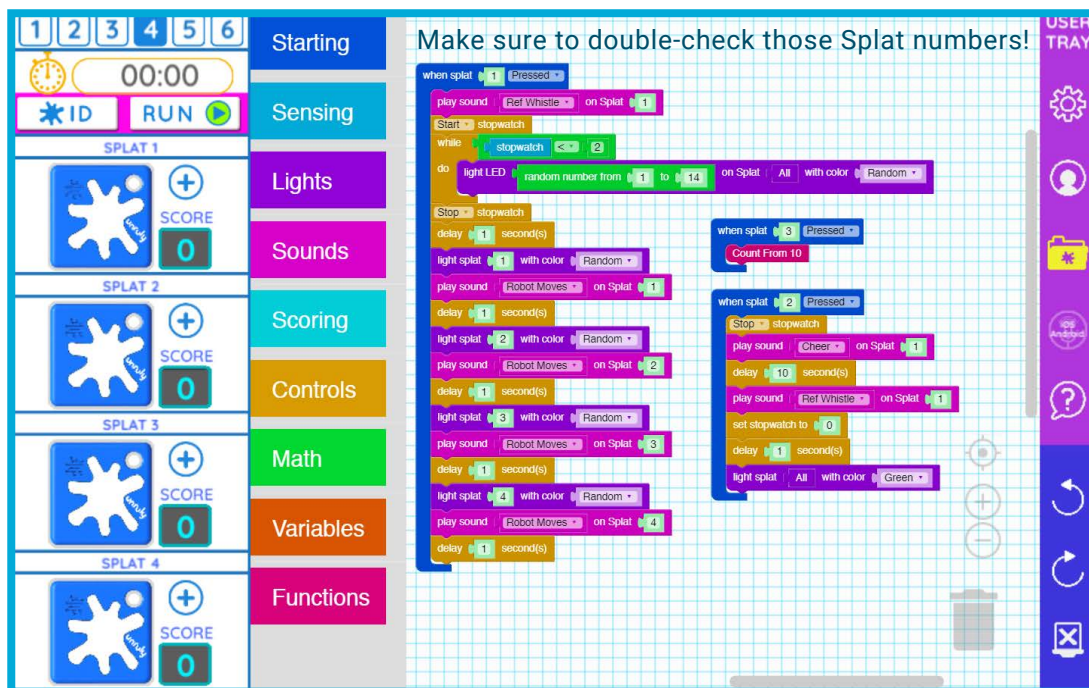 1 2 3 4 5 6
00:00
ID RUN
SPLAT 1
unruly
SCORE
0
SPLAT 2
unruly
SCORE
0
SPLAT 3
unruly
SCORE
0
SPLAT 4
unruly
SCORE
0
Starting
Sensing
Lights
Sounds
Scoring
Controls
Math
Variables
Functions
Make sure to double-check those Splat numbers!
when splat 1 Pressed
play sound Ref Whistle on Splat 1
Start stopwatch
while stopwatch < 2
do light LED random number from 1 to 14 on Splat All with color Random
Stop stopwatch
delay 1 second(s)
light splat 1 with color Random
play sound Robot Moves on Splat 1
delay 1 second(s)
light splat 2 with color Random
play sound Robot Moves on Splat 2
delay 1 second(s)
light splat 3 with color Random
play sound Robot Moves on Splat 3
delay 1 second(s)
light splat 4 with color Random
play sound Robot Moves on Splat 4
delay 1 second(s)
when splat 3 Pressed
Count From 10
when splat 2 Pressed
Stop stopwatch
play sound Cheer on Splat 1
delay 10 second(s)
play sound Ref Whistle on Splat 1
set stopwatch to 0
delay 1 second(s)
light splat All with color Green
USER
TRAY
iOS
Android